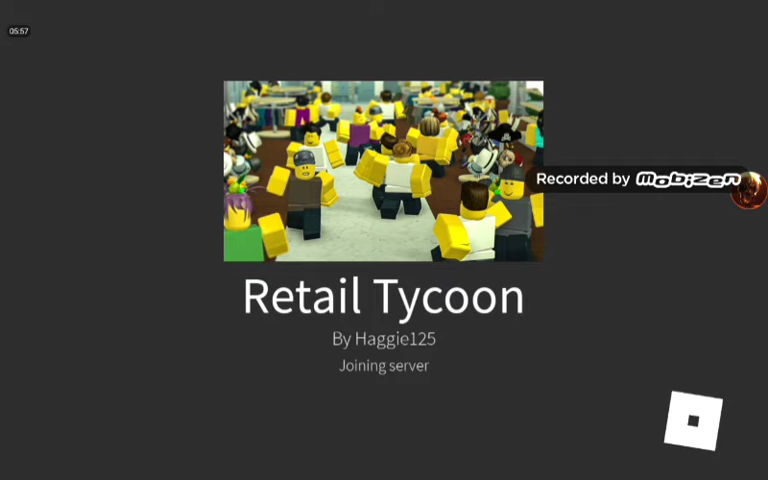 05:57
Recorded by mobizen
Retail Tycoon
By Haggie125
Joining server